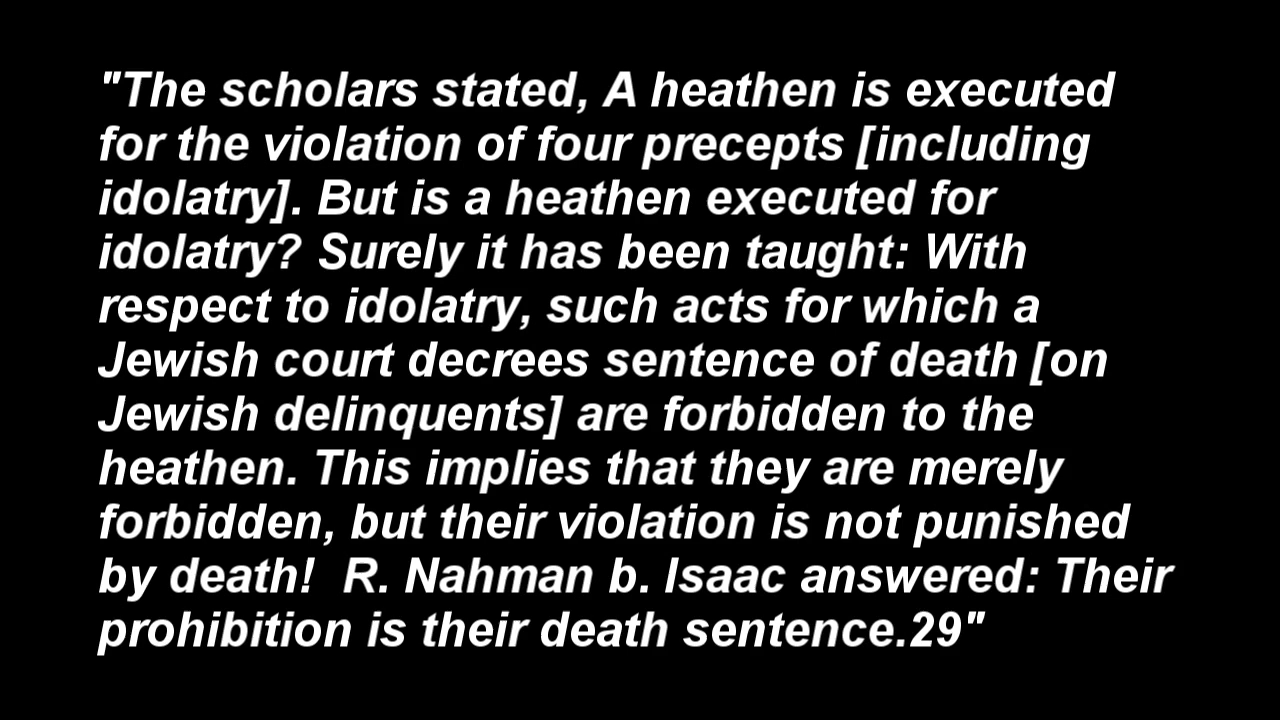 "The scholars stated, A heathen is executed
for the violation of four precepts [including
idolatry]. But is a heathen executed for
idolatry? Surely it has been taught: With
respect to idolatry, such acts for which a
Jewish court decrees sentence of death [on
Jewish delinquents] are forbidden to the
heathen. This implies that they are merely
forbidden, but their violation is not punished
by death!  R. Nahman b. Isaac answered: Their
prohibition is their death sentence.29"